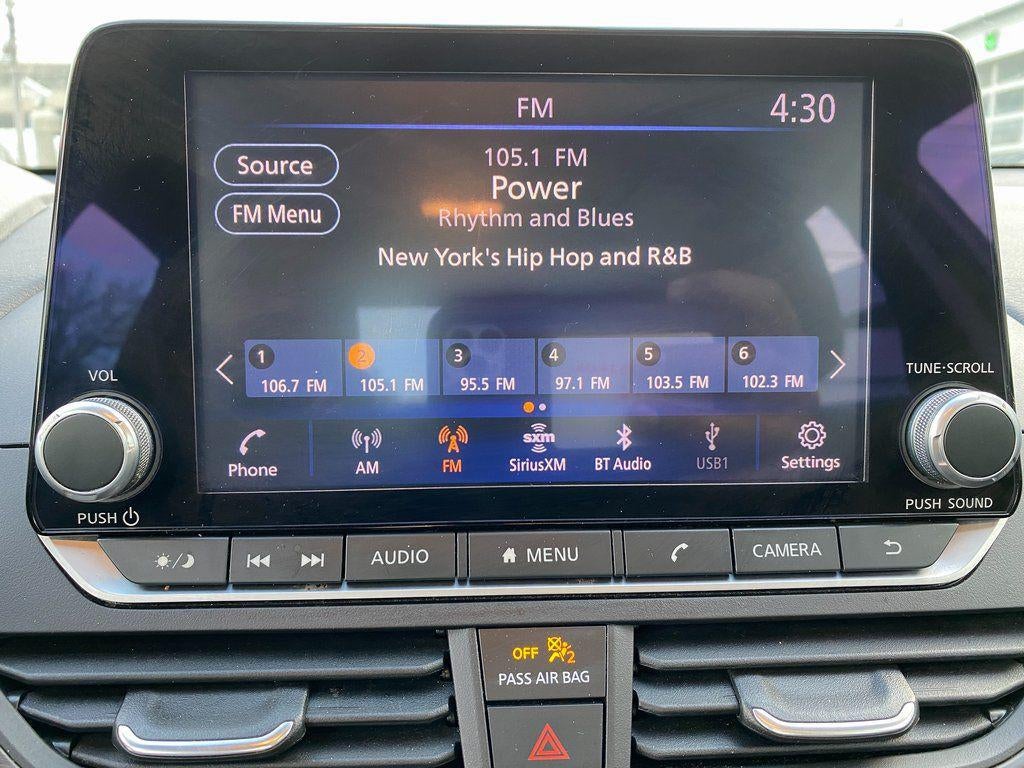 FM
4:30
Source
105.1 FM
Power
FM Menu
Rhythm and Blues
New York's Hip Hop and R&B
1 106.7 FM
2 105.1 FM
3 95.5 FM
4 97.1 FM
5 103.5 FM
6 102.3 FM
VOL
TUNE·SCROLL
Phone
AM
FM
sxm
SiriusXM
BT Audio
USB1
Settings
PUSH
PUSH SOUND
AUDIO
MENU
CAMERA
OFF 2
PASS AIR BAG